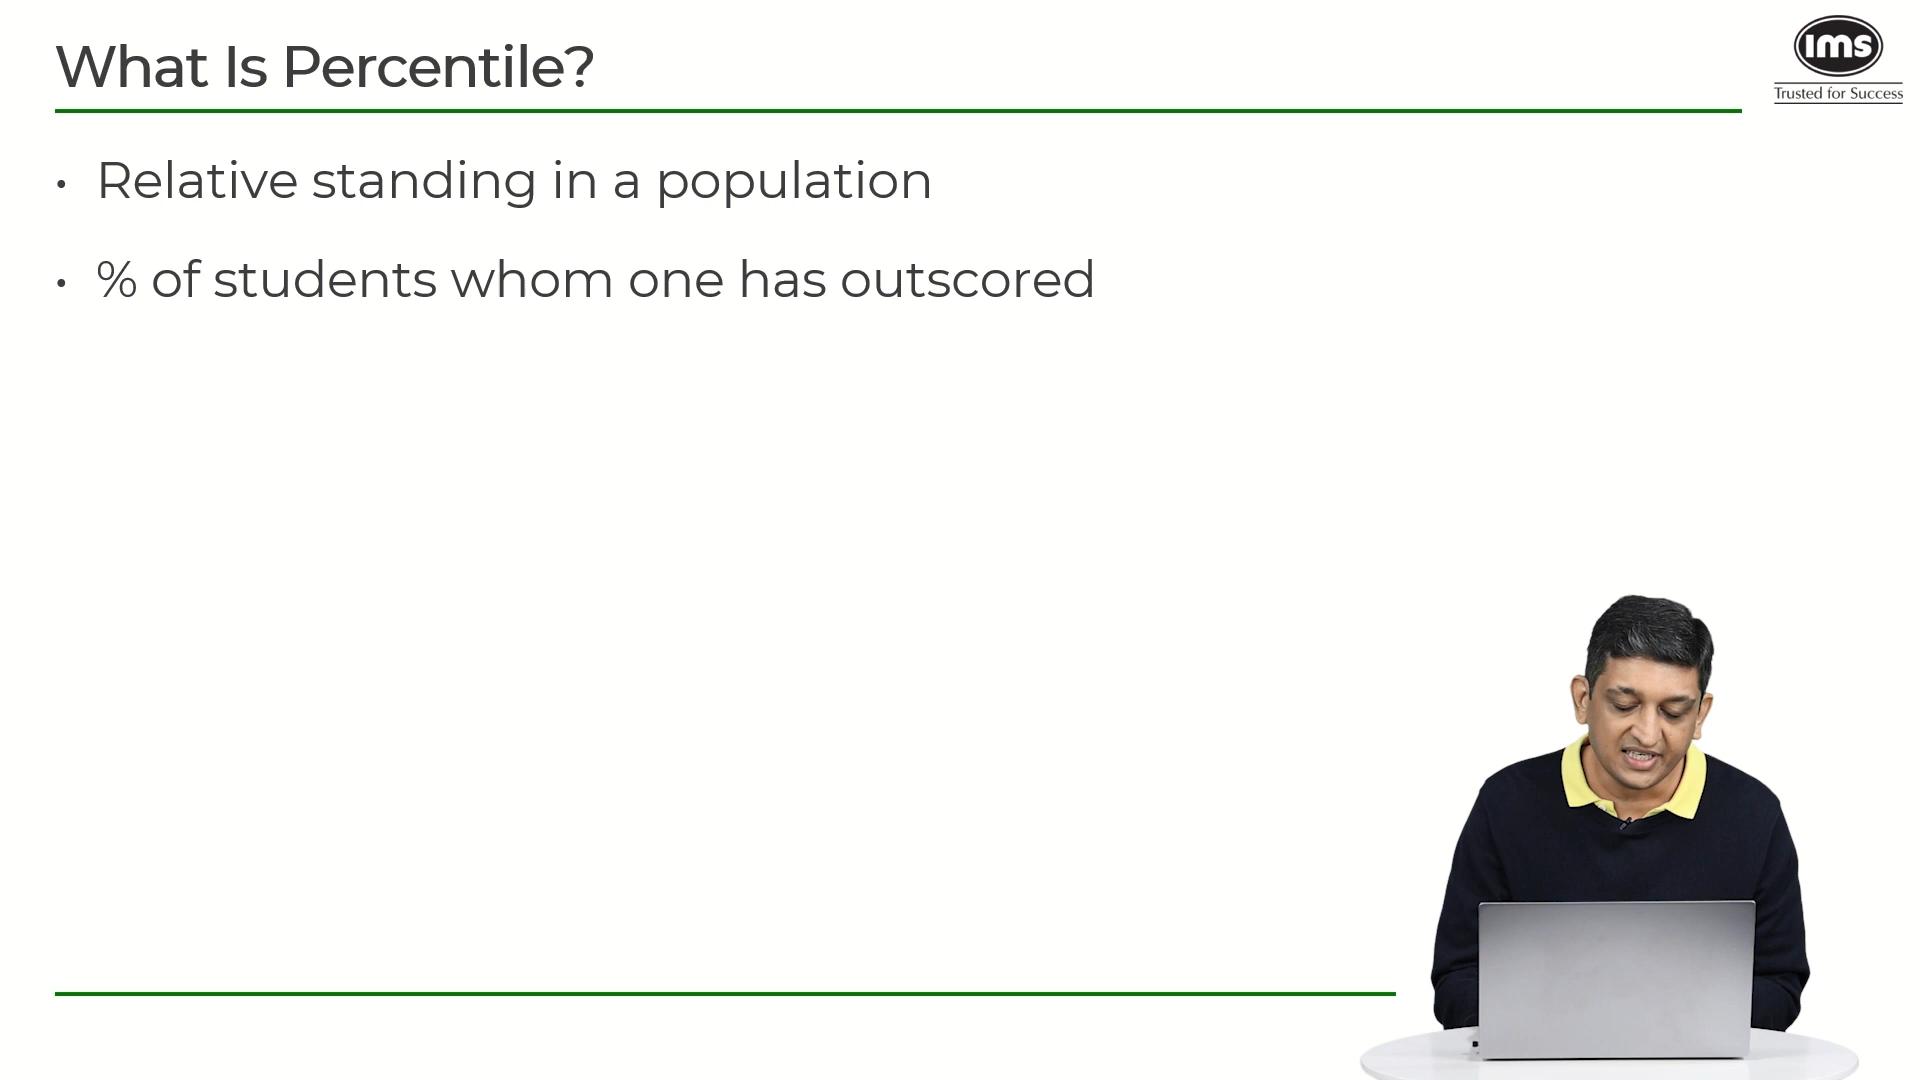 What Is Percentile?
ims
Trusted for Success
• Relative standing in a population
• % of students whom one has outscored